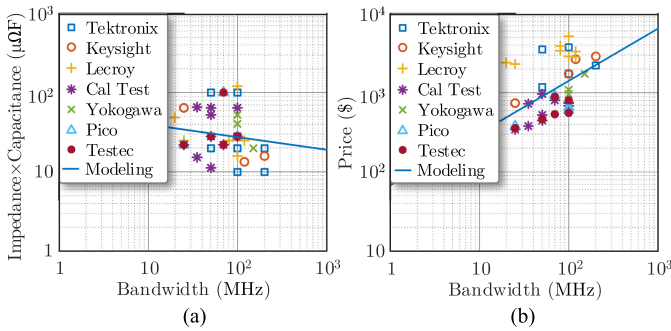 10³
10²
10
1
Impedance×Capacitance (µΩF)
Tektronix
Keysight
Lecroy
Cal Test
Yokogawa
Pico
Testec
Modeling
1
10
10²
10³
Bandwidth (MHz)
(a)
10⁴
10³
10²
10
Price ($)
Tektronix
Keysight
Lecroy
Cal Test
Yokogawa
Pico
Testec
Modeling
1
10
10²
10³
Bandwidth (MHz)
(b)